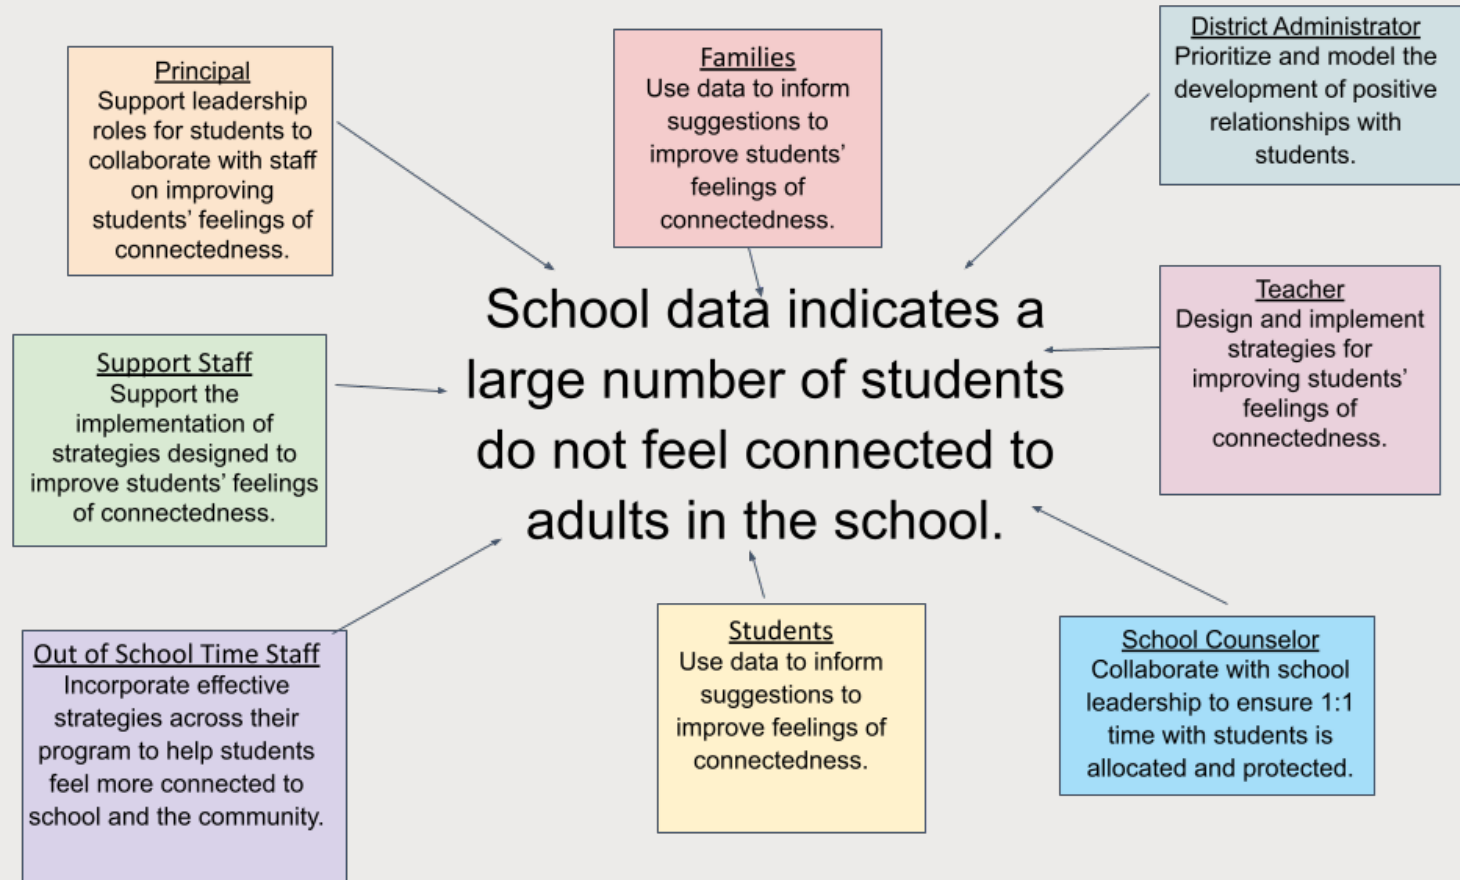 Principal
Support leadership
roles for students to
collaborate with staff
on improving
students’ feelings of
connectedness.
Families
Use data to inform
suggestions to
improve students’
feelings of
connectedness.
District Administrator
Prioritize and model the
development of positive
relationships with
students.
Support Staff
Support the
implementation of
strategies designed to
improve students’ feelings
of connectedness.
School data indicates a
large number of students
do not feel connected to
adults in the school.
Teacher
Design and implement
strategies for
improving students’
feelings of
connectedness.
Out of School Time Staff
Incorporate effective
strategies across their
program to help students
feel more connected to
school and the community.
Students
Use data to inform
suggestions to
improve feelings of
connectedness.
School Counselor
Collaborate with school
leadership to ensure 1:1
time with students is
allocated and protected.